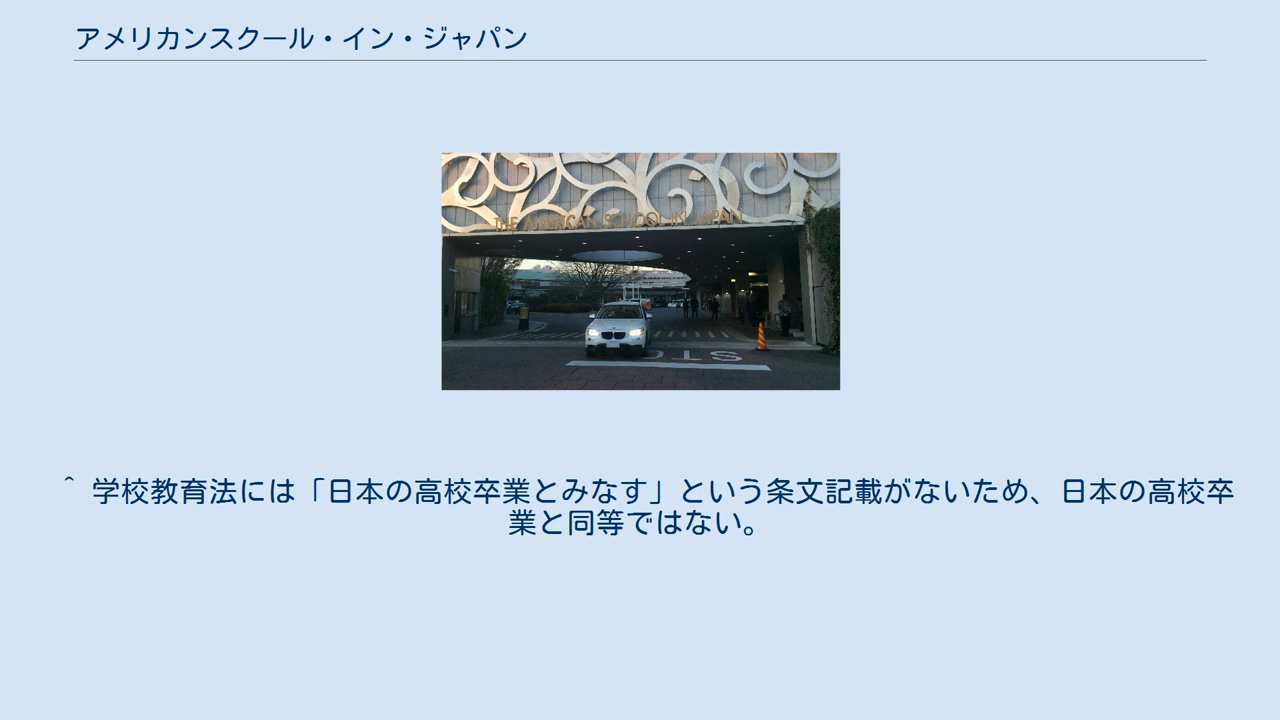 アメリカンスクール・イン・ジャパン
THE AMERICAN SCHOOL IN JAPAN
STO
^ 学校教育法には「日本の高校卒業とみなす」という条文記載がないため、日本の高校卒
業と同等ではない。